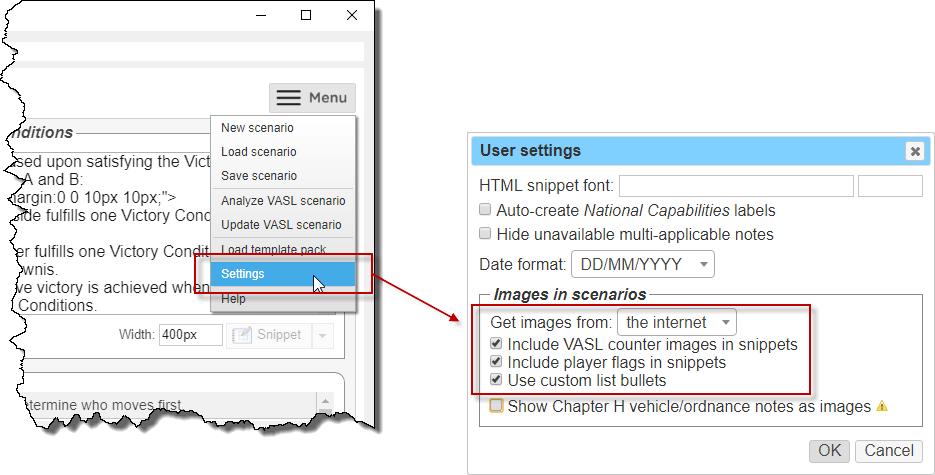 Menu
New scenario
Load scenario
Save scenario
Analyze VASL scenario
Update VASL scenario
Load template pack
Settings
Help
onditions
sed upon satisfying the Vict
A and B:
margin:0 0 10px 10px;">
ide fulfills one Victory Cond
er fulfills one Victory Condit
wnis.
ve victory is achieved when
Conditions.
Width: 400px Snippet
termine who moves first
User settings
HTML snippet font:
Auto-create National Capabilities labels
Hide unavailable multi-applicable notes
Date format: DD/MM/YYYY
Images in scenarios
Get images from: the internet
Include VASL counter images in snippets
Include player flags in snippets
Use custom list bullets
Show Chapter H vehicle/ordnance notes as images
OK Cancel